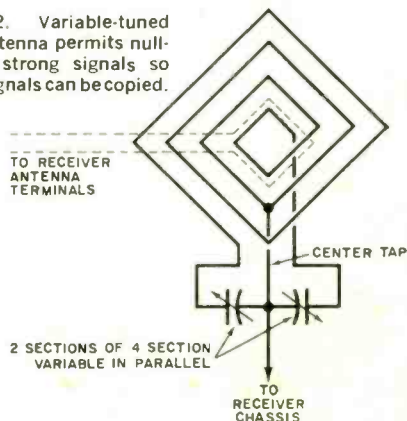 2. Variable-tuned
tenna permits null-
strong signals so
gnals can be copied.
TO RECEIVER
ANTENNA
TERMINALS
CENTER TAP
2 SECTIONS OF 4 SECTION
VARIABLE IN PARALLEL
TO
RECEIVER
CHASSIS